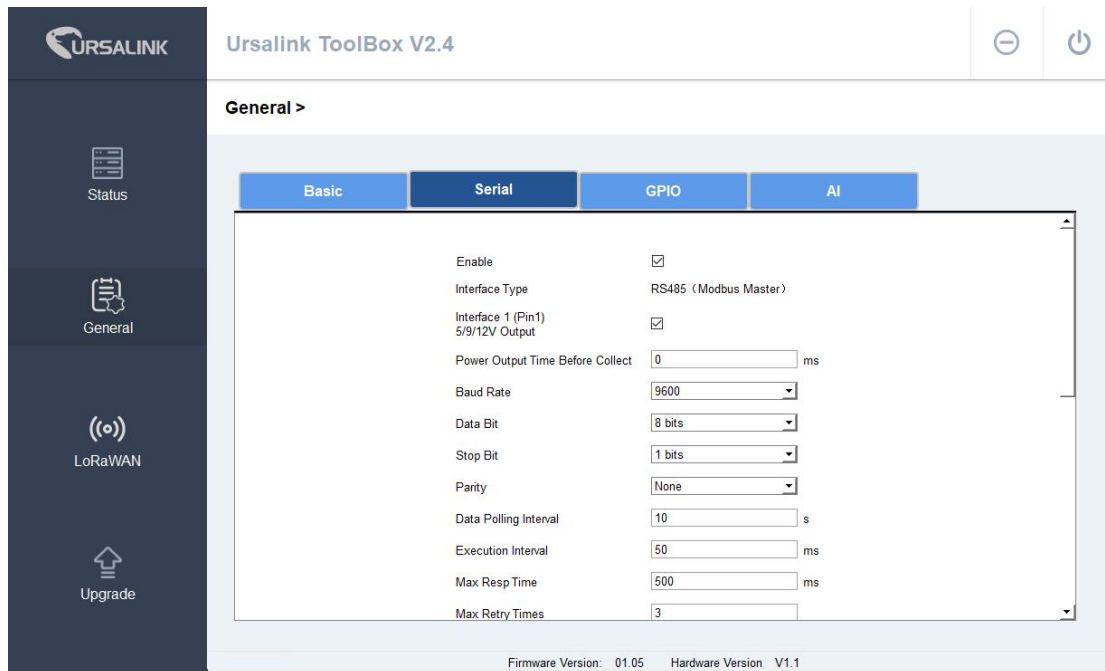 URSALINK
Ursalink ToolBox V2.4
General >
Status
General
LoRaWAN
Upgrade
Basic
Serial
GPIO
AI
Enable
Interface Type RS485（Modbus Master）
Interface 1 (Pin1)
5/9/12V Output
Power Output Time Before Collect 0 ms
Baud Rate 9600
Data Bit 8 bits
Stop Bit 1 bits
Parity None
Data Polling Interval 10 s
Execution Interval 50 ms
Max Resp Time 500 ms
Max Retry Times 3
Firmware Version: 01.05 Hardware Version V1.1